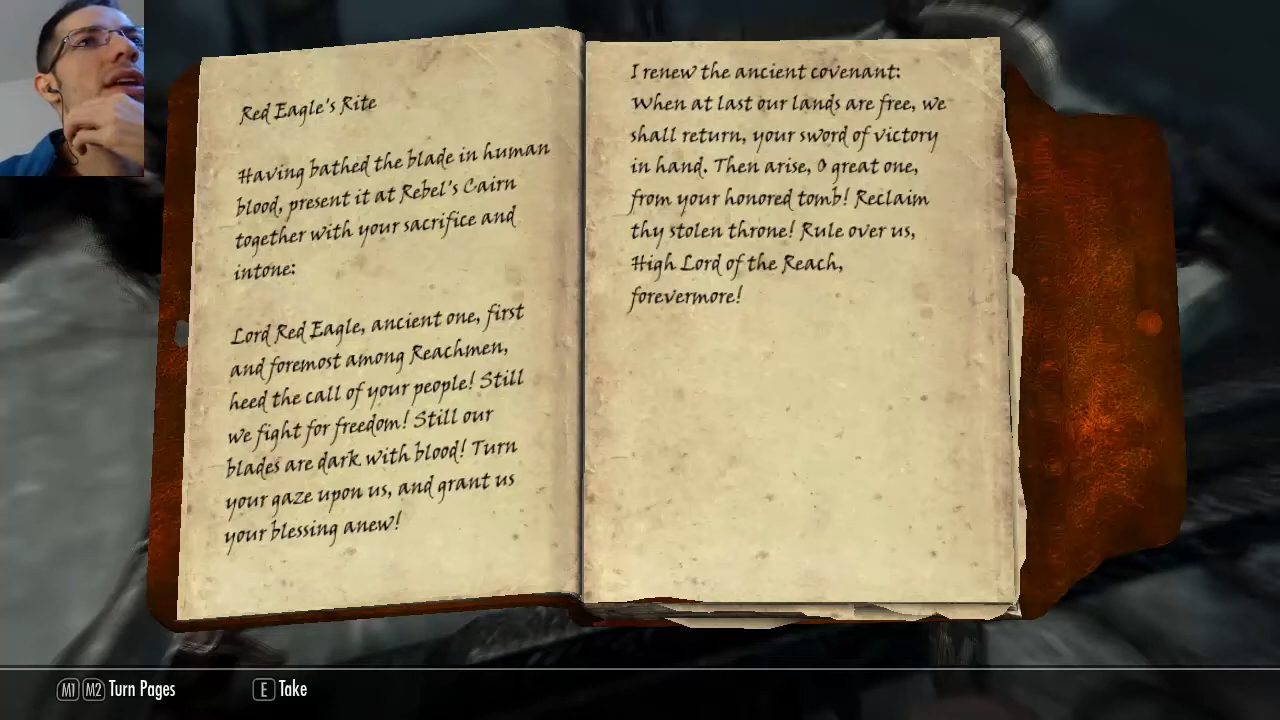 Red Eagle's Rite
Having bathed the blade in human
blood, present it at Rebel's Cairn
together with your sacrifice and
intone:
Lord Red Eagle, ancient one, first
and foremost among Reachmen,
heed the call of your people! Still
we fight for freedom! Still our
blades are dark with blood! Turn
your gaze upon us, and grant us
your blessing anew!
I renew the ancient covenant:
When at last our lands are free, we
shall return, your sword of victory
in hand. Then arise, O great one,
from your honored tomb! Reclaim
thy stolen throne! Rule over us,
High Lord of the Reach,
forevermore!
M1 M2 Turn Pages
E Take